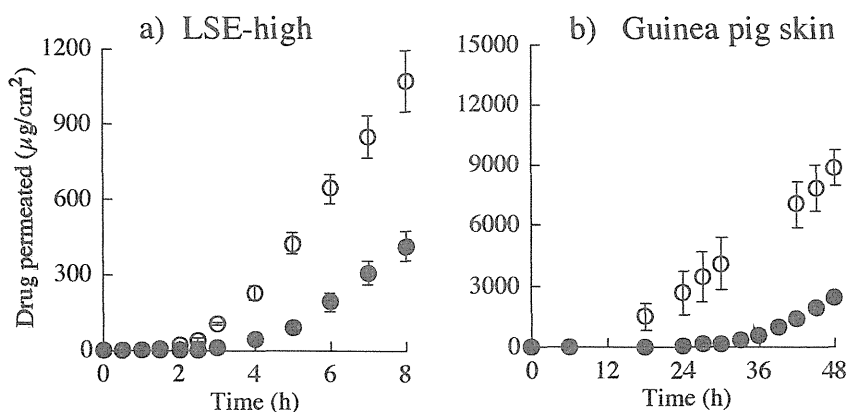 a) LSE-high
b) Guinea pig skin
Drug permeated (µg/cm²)
1200
900
600
300
0
0 2 4 6 8
Time (h)
15000
12000
9000
6000
3000
0
0 12 24 36 48
Time (h)